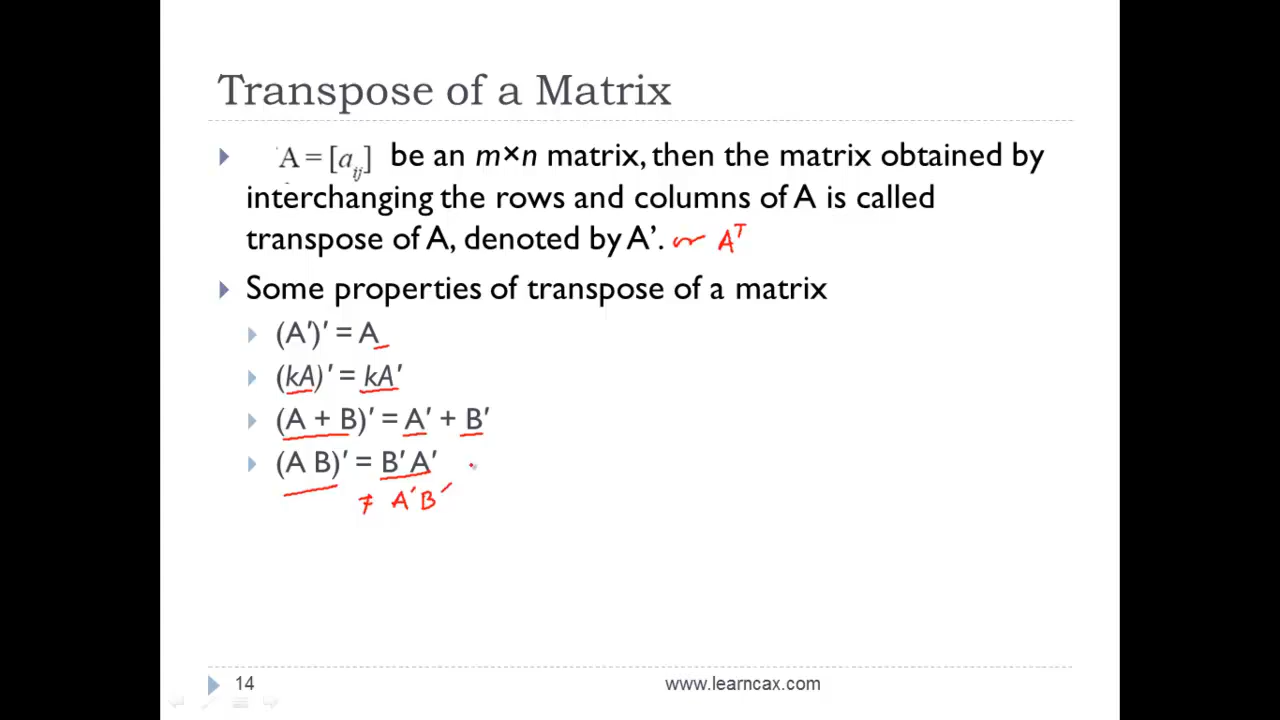 Transpose of a Matrix
A = [aij] be an m×n matrix, then the matrix obtained by
interchanging the rows and columns of A is called
transpose of A, denoted by A’. or Aᵀ
Some properties of transpose of a matrix
(A′)′ = A
(kA)′ = kA′
(A + B)′ = A′ + B′
(A B)′ = B′ A′
≠ A′ B′
14
www.learncax.com